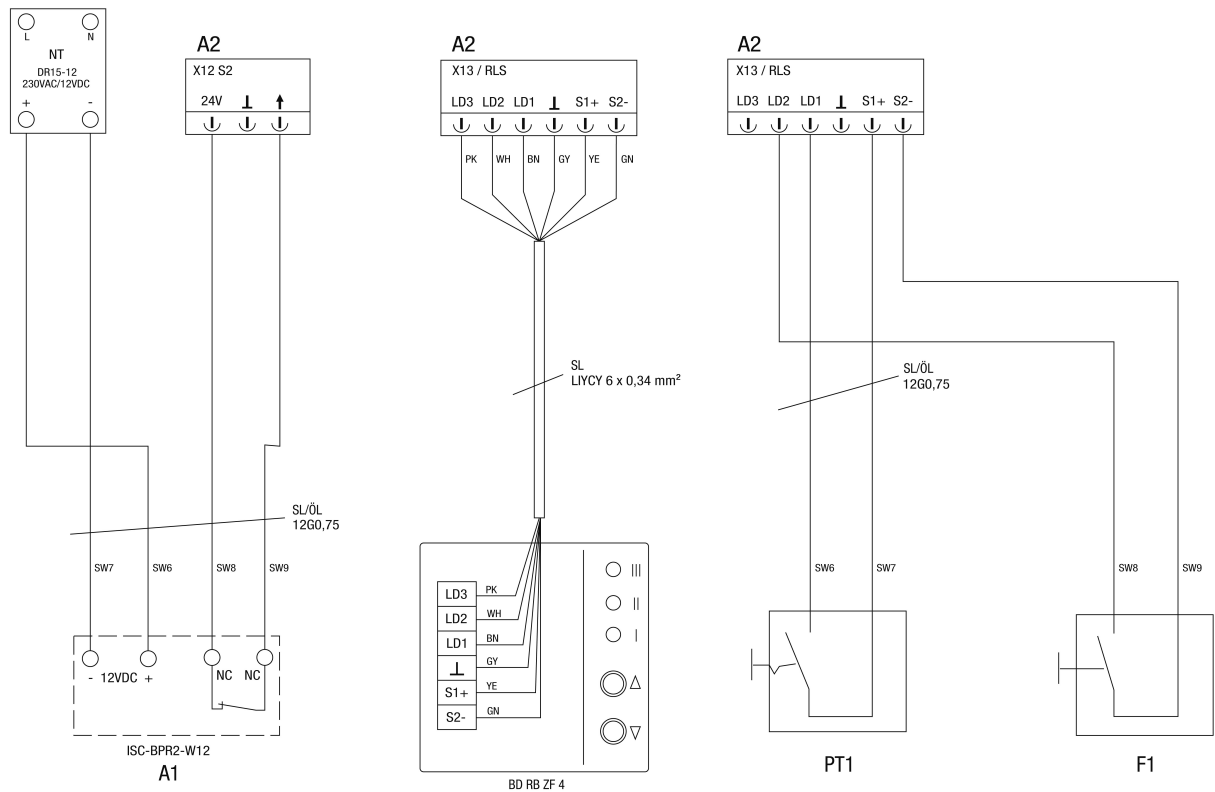 L N
NT
DR15-12
230VAC/12VDC
+ -
A2
X12 S2
24V ⊥
SL/ÖL
12G0,75
SW7 SW6 SW8 SW9
- 12VDC + NC NC
ISC-BPR2-W12
A1
A2
X13 / RLS
LD3 LD2 LD1 ⊥ S1+ S2-
PK WH BN GY YE GN
SL
LIYCY 6 x 0,34 mm²
LD3 PK
LD2 WH
LD1 BN
⊥ GY
S1+ YE
S2- GN
III
II
I
BD RB ZF 4
A2
X13 / RLS
LD3 LD2 LD1 ⊥ S1+ S2-
SL/ÖL
12G0,75
SW6 SW7 SW8 SW9
PT1
F1